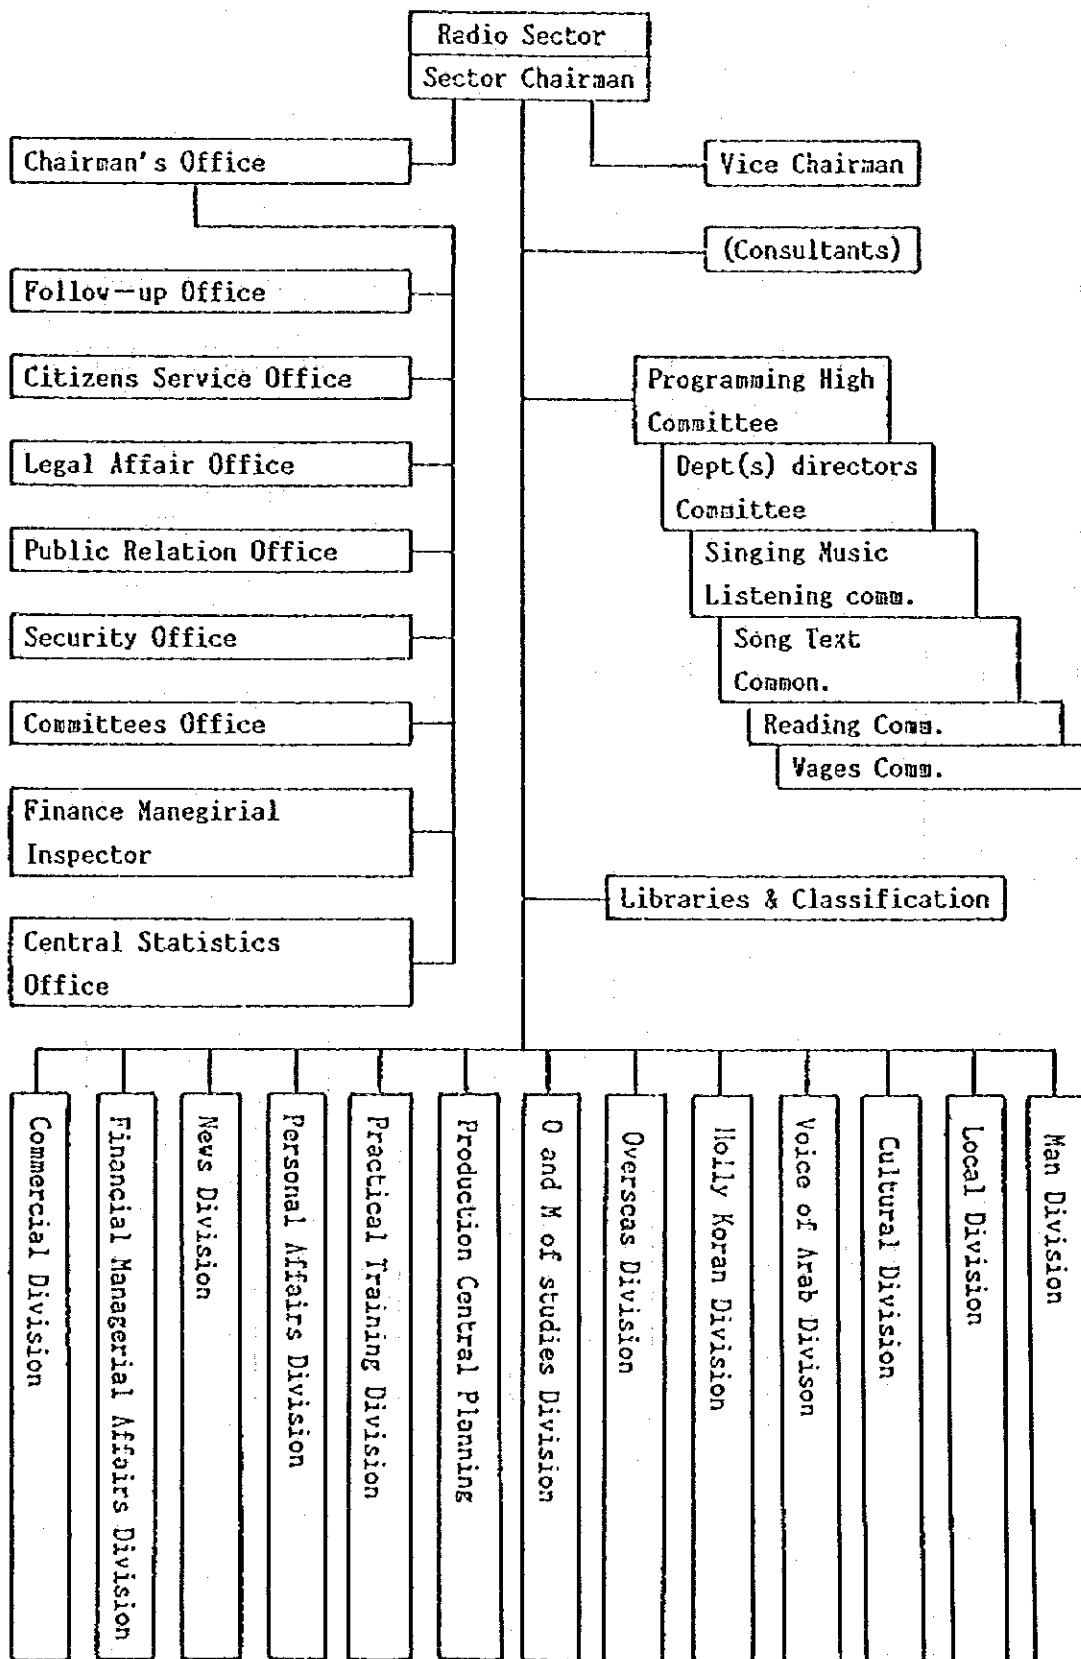 Radio Sector
Sector Chairman
Chairman's Office
Vice Chairman
(Consultants)
Follow-up Office
Citizens Service Office
Legal Affair Office
Public Relation Office
Security Office
Committees Office
Finance Manegirial
Inspector
Central Statistics
Office
Programming High
Committee
Dept(s) directors
Committee
Singing Music
Listening comm.
Song Text
Common.
Reading Comm.
Wages Comm.
Libraries & Classification
Commercial Division
Financial Managerial Affairs Division
News Division
Personal Affairs Division
Practical Training Division
Production Central Planning
O and M of studies Division
Overscas Division
Holly Koran Division
Voice of Arab Divison
Cultural Division
Local Division
Man Division